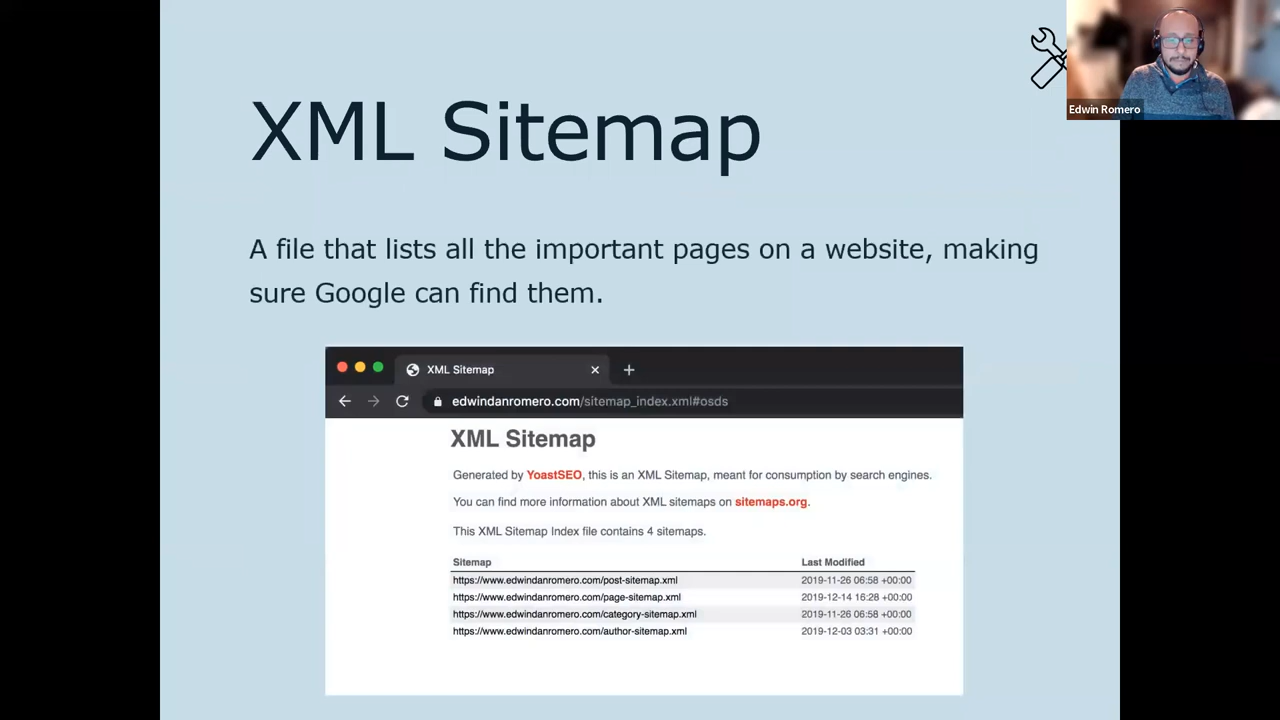 XML Sitemap
Edwin Romero
A file that lists all the important pages on a website, making
sure Google can find them.
XML Sitemap
edwindanromero.com/sitemap_index.xml#osds
XML Sitemap
Generated by YoastSEO, this is an XML Sitemap, meant for consumption by search engines.
You can find more information about XML sitemaps on sitemaps.org.
This XML Sitemap Index file contains 4 sitemaps.
Sitemap Last Modified
https://www.edwindanromero.com/post-sitemap.xml 2019-11-26 06:58 +00:00
https://www.edwindanromero.com/page-sitemap.xml 2019-12-14 16:28 +00:00
https://www.edwindanromero.com/category-sitemap.xml 2019-11-26 06:58 +00:00
https://www.edwindanromero.com/author-sitemap.xml 2019-12-03 03:31 +00:00